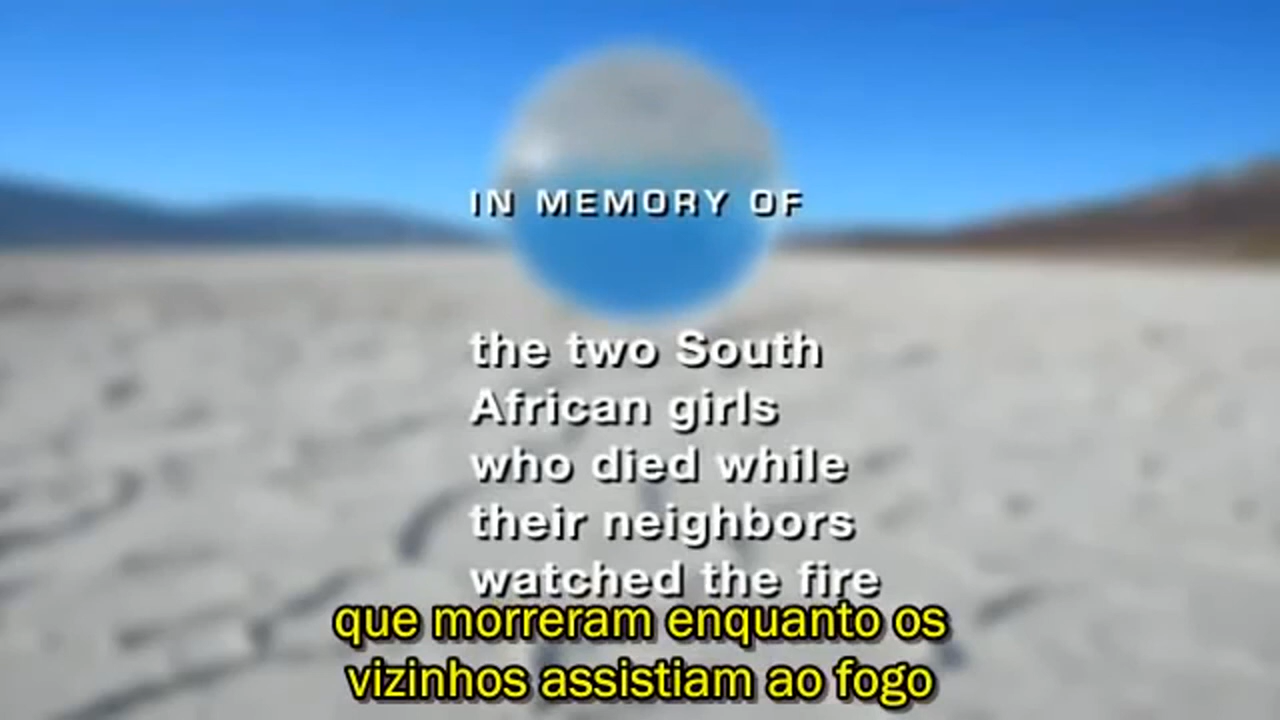 IN MEMORY OF
the two South
African girls
who died while
their neighbors
watched the fire
que morreram enquanto os
vizinhos assistiam ao fogo